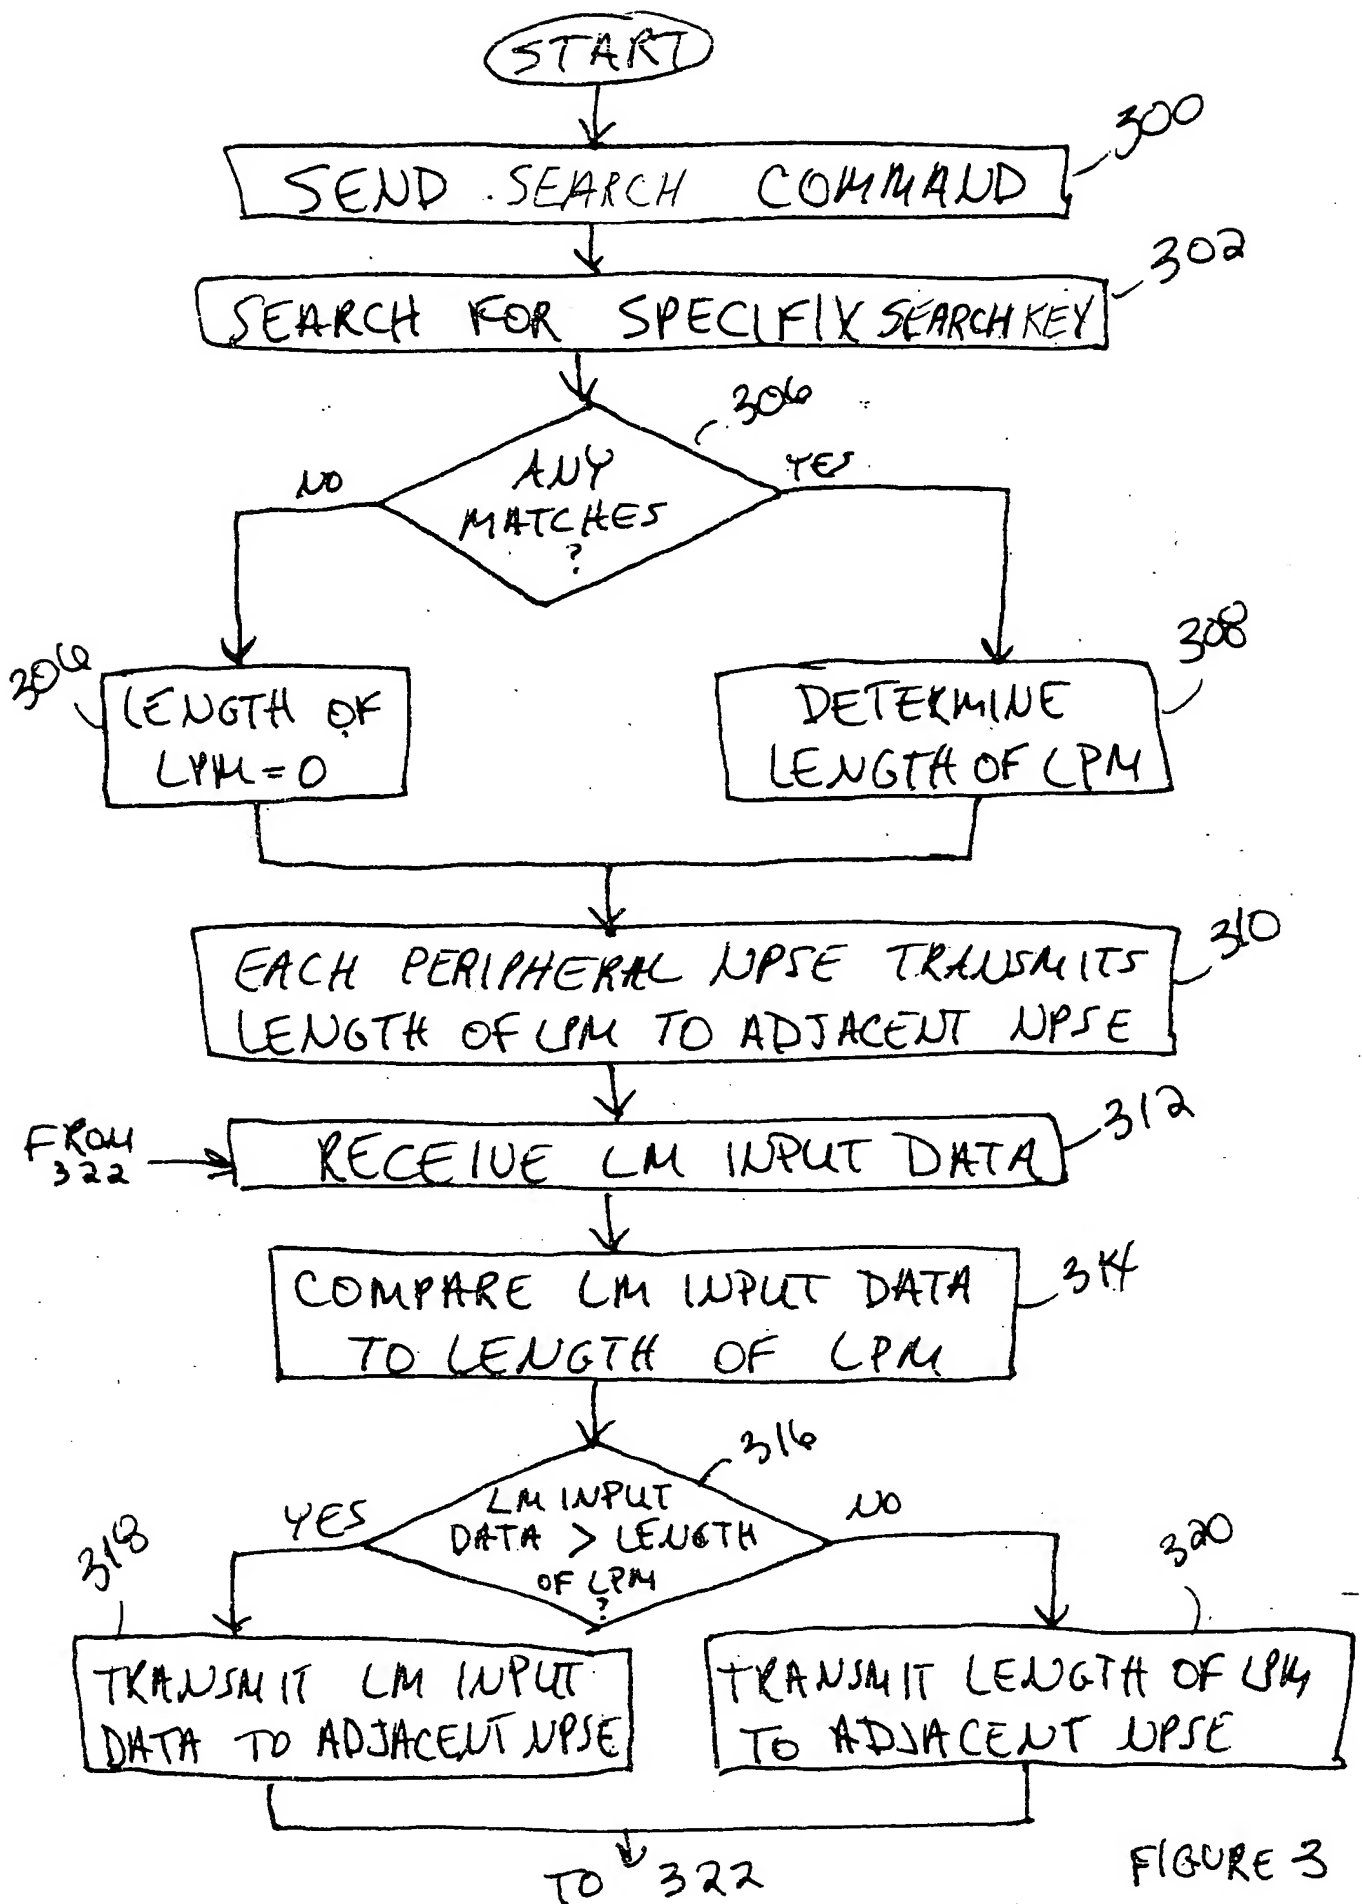 START
300
SEND SEARCH COMMAND
302
SEARCH FOR SPECIFIX SEARCH KEY
306
ANY
MATCHES
?
NO
YES
306
LENGTH OF
LPM = 0
308
DETERMINE
LENGTH OF LPM
310
EACH PERIPHERAL NPSE TRANSMITS
LENGTH OF LPM TO ADJACENT NPSE
FROM
322
312
RECEIVE LM INPUT DATA
314
COMPARE LM INPUT DATA
TO LENGTH OF LPM
316
LM INPUT
DATA > LENGTH
OF LPM
?
YES
NO
318
TRANSMIT LM INPUT
DATA TO ADJACENT NPSE
320
TRANSMIT LENGTH OF LPM
TO ADJACENT NPSE
TO 322
FIGURE 3